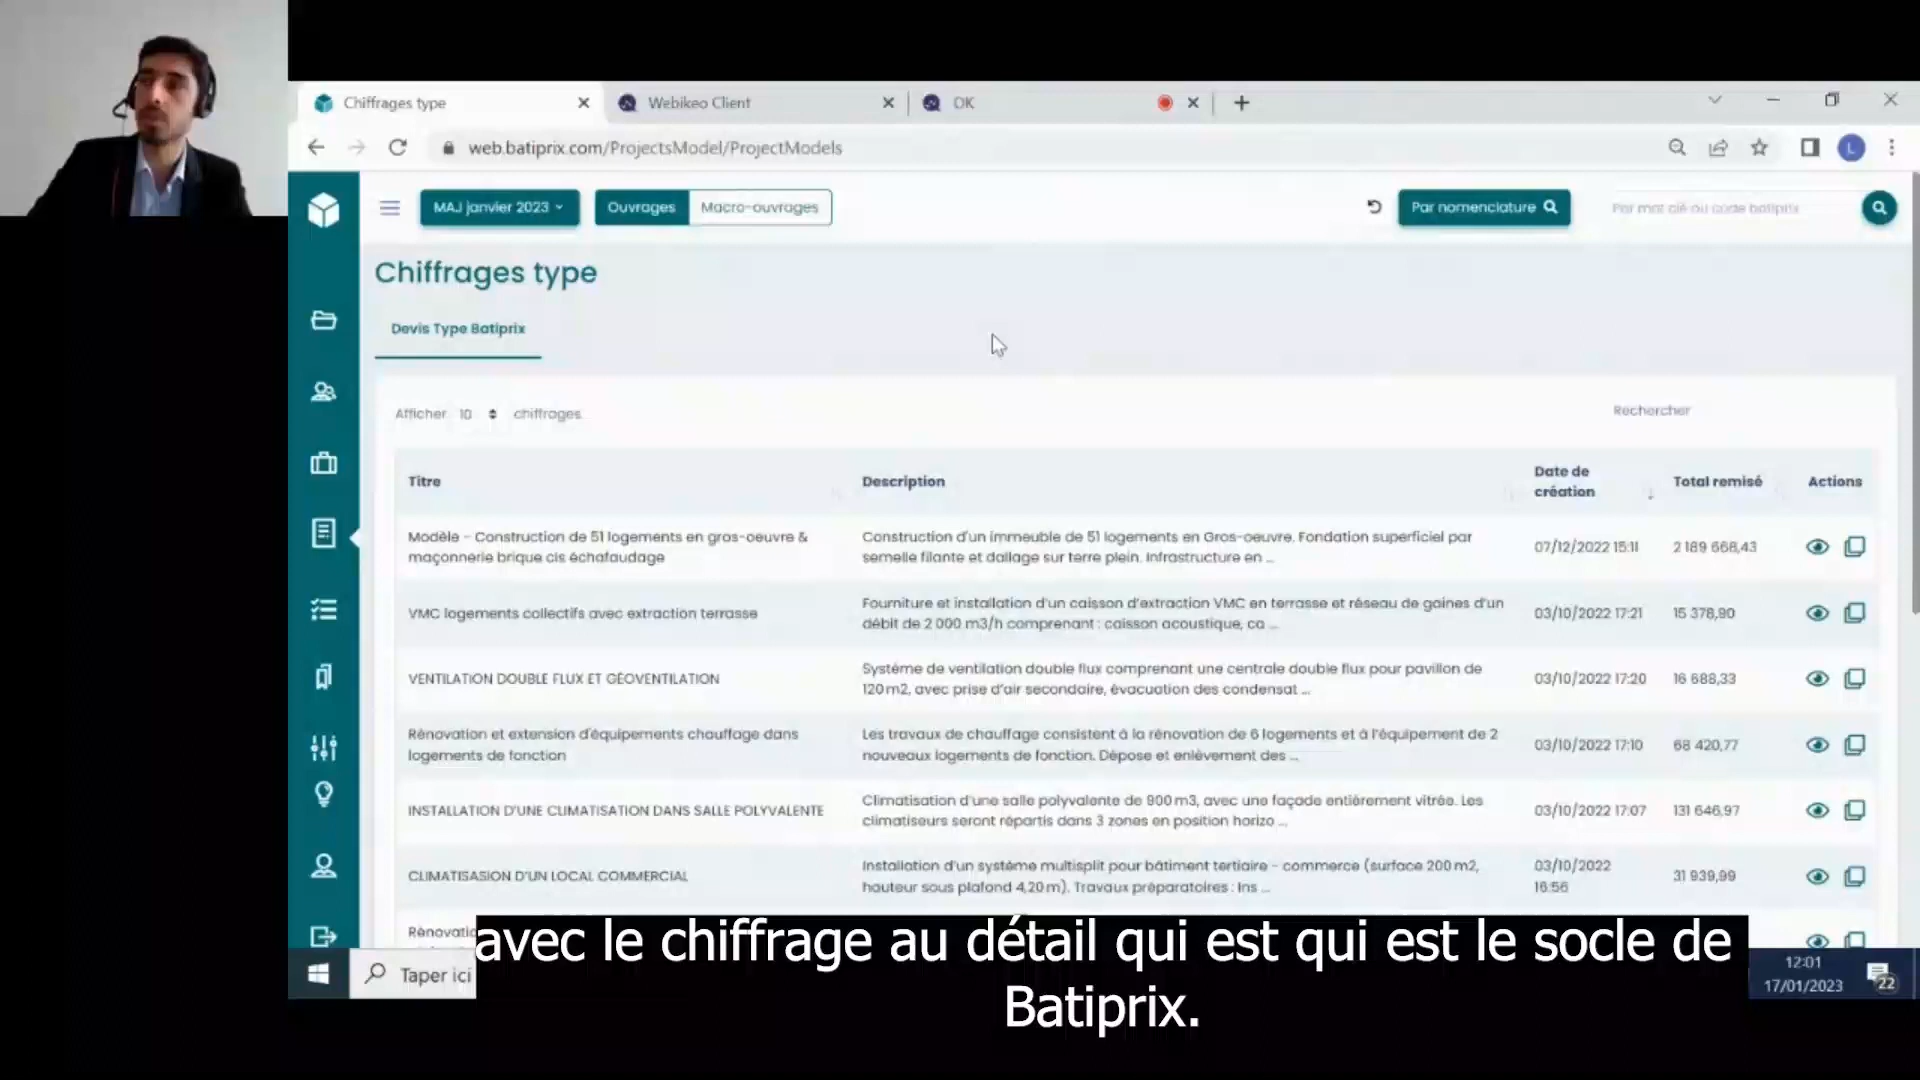 Chiffrages type
Webikeo Client
OK
web.batiprix.com/ProjectsModel/ProjectModels
L
MAJ janvier 2023
Ouvrages
Macro-ouvrages
Par nomenclature
Par mot clé ou code batiprix
Chiffrages type
Devis Type Batiprix
Afficher 10 chiffrages
Rechercher
Titre
Description
Date de création
Total remisé
Actions
Modèle - Construction de 51 logements en gros-oeuvre &
maçonnerie brique cis échafaudage
Construction d'un immeuble de 51 logements en Gros-oeuvre. Fondation superficiel par
semelle filante et dallage sur terre plein. Infrastructure en ...
07/12/2022 15:11
2 189 668,43
VMC logements collectifs avec extraction terrasse
Fourniture et installation d'un caisson d'extraction VMC en terrasse et réseau de gaines d'un
débit de 2 000 m3/h comprenant : caisson acoustique, ca ...
03/10/2022 17:21
15 378,90
VENTILATION DOUBLE FLUX ET GÉOVENTILATION
Système de ventilation double flux comprenant une centrale double flux pour pavillon de
120 m2, avec prise d'air secondaire, évacuation des condensat ...
03/10/2022 17:20
16 688,33
Rénovation et extension d'équipements chauffage dans
logements de fonction
Les travaux de chauffage consistent à la rénovation de 6 logements et à l'équipement de 2
nouveaux logements de fonction. Dépose et enlèvement des ...
03/10/2022 17:10
68 420,77
INSTALLATION D'UNE CLIMATISATION DANS SALLE POLYVALENTE
Climatisation d'une salle polyvalente de 900 m3, avec une façade entièrement vitrée. Les
climatiseurs seront répartis dans 3 zones en position horizo ...
03/10/2022 17:07
131 646,97
CLIMATISASION D'UN LOCAL COMMERCIAL
Installation d'un système multisplit pour bâtiment tertiaire - commerce (surface 200 m2,
hauteur sous plafond 4,20 m). Travaux préparatoires : Ins ...
03/10/2022
16:56
31 939,99
Rénovatio
avec le chiffrage au détail qui est qui est le socle de
Batiprix.
Taper ici
12:01
17/01/2023
22